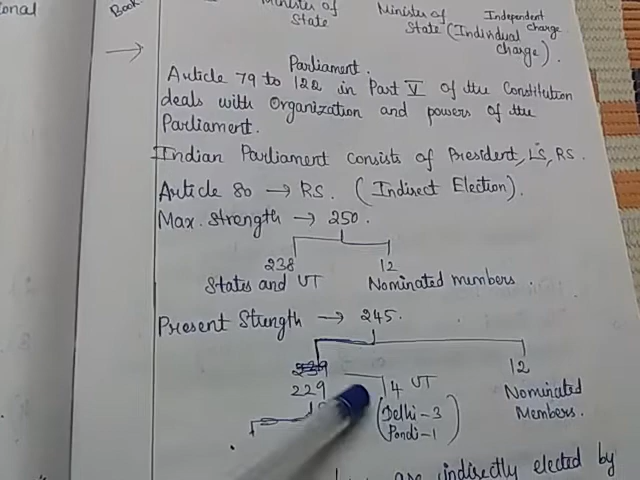 Book
Minister of State
Minister of State (Individual charge).
Independent charge
Parliament.
Article 79 to 122 in Part V of the Constitution
deals with Organization and powers of the
Parliament.
Indian Parliament consists of President, LS, RS.
Article 80 → RS. (Indirect Election).
Max. Strength → 250.
238 12
States and UT Nominated members.
Present Strength → 245.
229 4 UT 12
(Delhi - 3 Nominated
Pondi - 1) Members.
are indirectly elected by